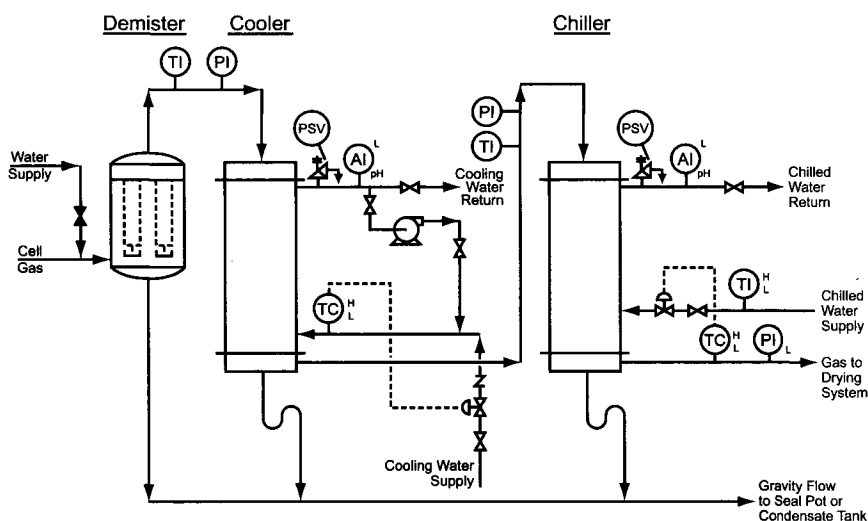 Demister
Cooler
Chiller
TI
PI
PSV
AI
L
pH
Cooling
Water
Return
PI
TI
PSV
AI
L
pH
Chilled
Water
Return
Water
Supply
Cell
Gas
TC
H
L
TI
H
L
Chilled
Water
Supply
TC
H
L
PI
L
Gas to
Drying
System
Cooling Water
Supply
Gravity Flow
to Seal Pot or
Condensate Tank